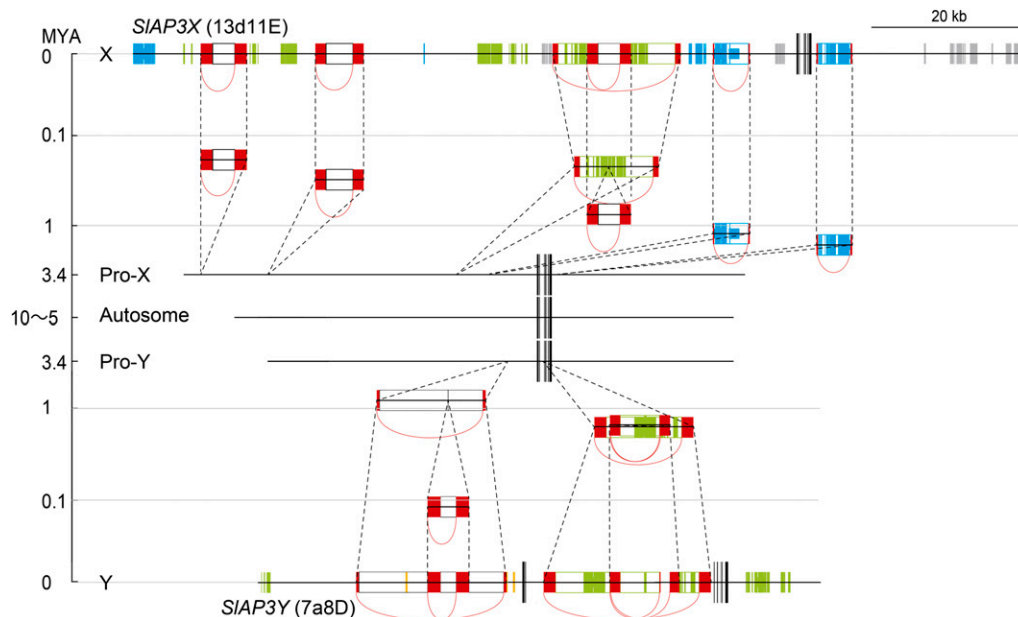 SlAP3X (13d11E)
20 kb
MYA
X
0
0.1
1
3.4 Pro-X
10～5 Autosome
3.4 Pro-Y
1
0.1
0 Y
SlAP3Y (7a8D)